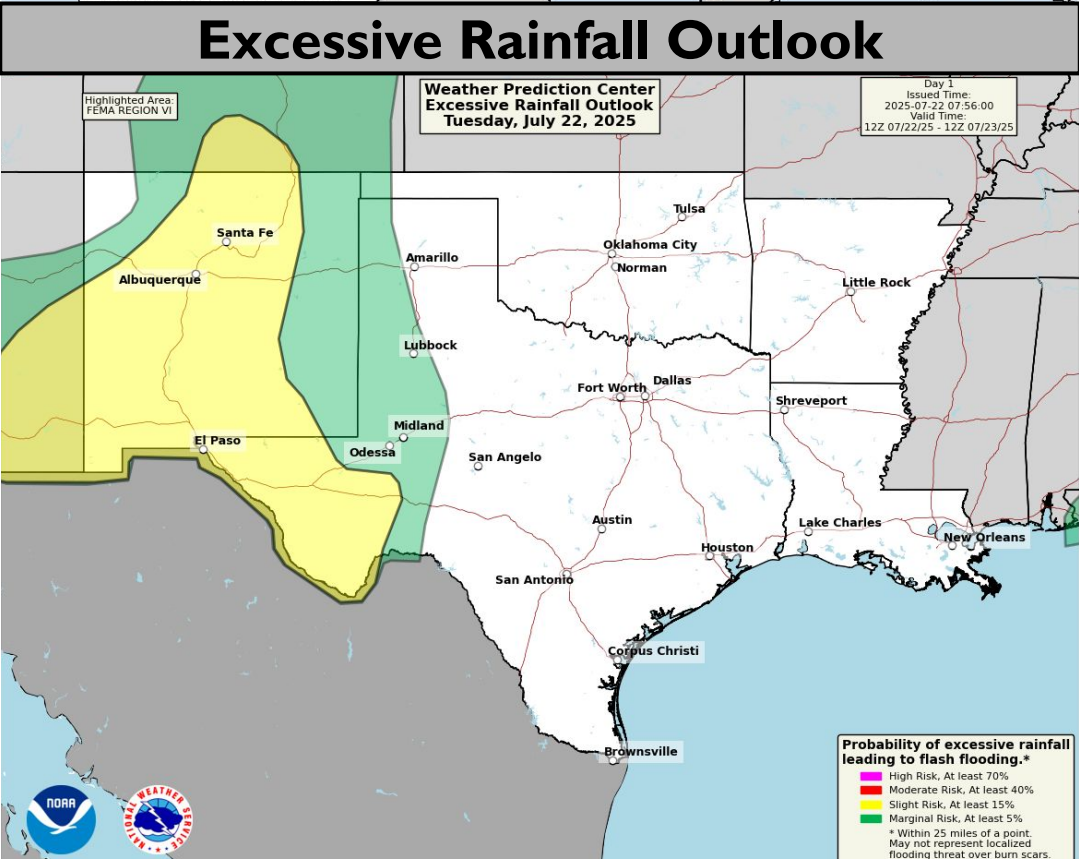 Excessive Rainfall Outlook
Highlighted Area:
FEMA REGION VI
Weather Prediction Center
Excessive Rainfall Outlook
Tuesday, July 22, 2025
Day 1
Issued Time:
2025-07-22 07:56:00
Valid Time:
12Z 07/22/25 - 12Z 07/23/25
Tulsa
Santa Fe
Oklahoma City
Amarillo
Norman
Albuquerque
Little Rock
Lubbock
Dallas
Fort Worth
Shreveport
Midland
El Paso
Odessa
San Angelo
Austin
Lake Charles
New Orleans
Houston
San Antonio
Corpus Christi
Brownsville
Probability of excessive rainfall
leading to flash flooding.*
High Risk, At least 70%
Moderate Risk, At least 40%
Slight Risk, At least 15%
Marginal Risk, At least 5%
* Within 25 miles of a point.
May not represent localized
flooding threat over burn scars.
NOAA
NATIONAL WEATHER SERVICE